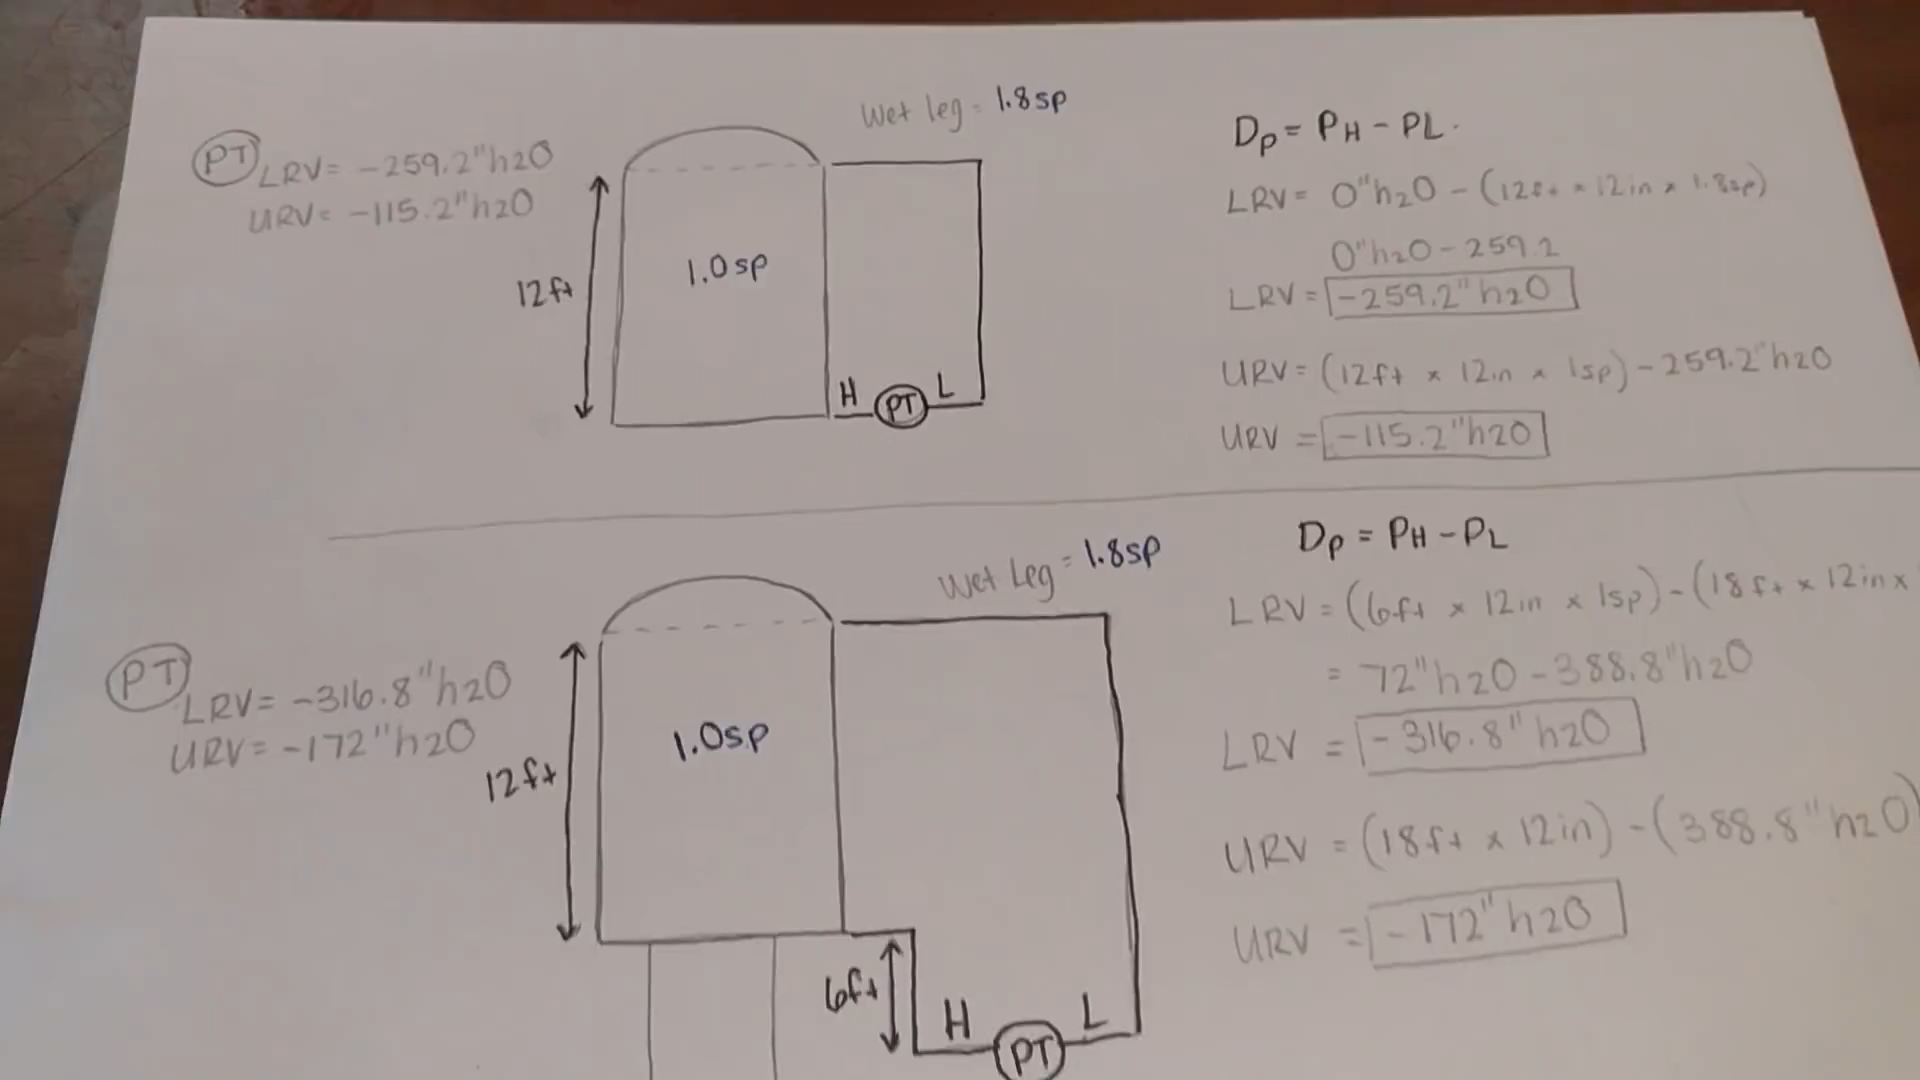 Wet leg = 1.8sp
PT LRV= -259.2"h2O
URV= -115.2"h2O
12ft
1.0sp
H PT L
Dp = PH - PL.
LRV= 0"h2O - (12ft × 12in × 1.8sp)
0"h2O - 259.2
LRV = -259.2"h2O
URV= (12ft × 12in × 1sp) - 259.2"h2O
URV = -115.2"h2O
Wet Leg = 1.8sp
PT LRV= -316.8"h2O
URV= -172"h2O
12ft
1.0sp
6ft
H PT L
Dp = PH - PL
LRV = (6ft × 12in × 1sp) - (18ft × 12in ×
= 72"h2O - 388.8"h2O
LRV = -316.8"h2O
URV = (18ft × 12in) - (388.8"h2O)
URV = -172"h2O